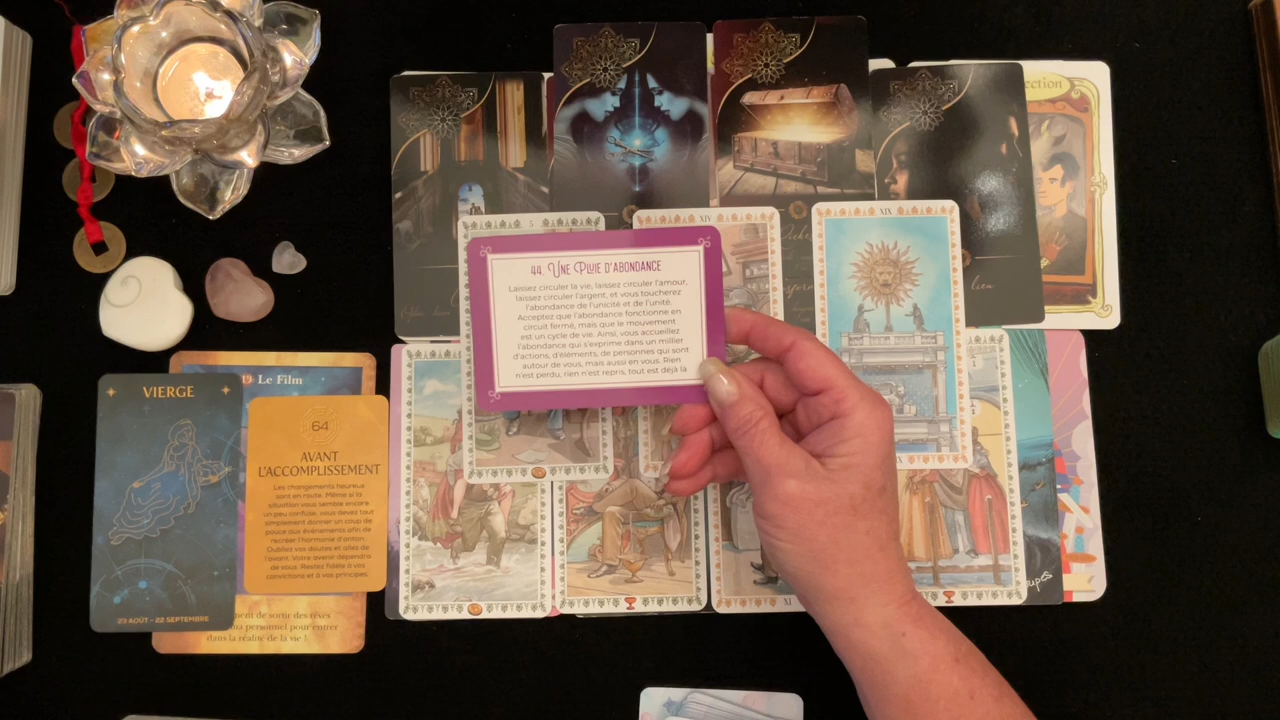 ection
5
XIV
XIX
44. Une Pluie d'Abondance
Laissez circuler la vie, laissez circuler l'amour,
laissez circuler l'argent, et vous toucherez
l'abondance de l'unicité et de l'unité.
Acceptez que l'abondance fonctionne en
circuit fermé, mais que le mouvement
est un cycle de vie. Ainsi, vous accueillez
l'abondance qui s'exprime dans un millier
d'actions, d'éléments, de personnes qui sont
autour de vous, mais aussi en vous. Rien
n'est perdu, rien n'est repris, tout est déjà là
lien
19 Le Film
VIERGE
23 AOÛT - 22 SEPTEMBRE
64
AVANT
L'ACCOMPLISSEMENT
Les changements heureux
sont en route. Même si la
situation vous semble encore
un peu confuse, vous devez tout
simplement donner un coup de
pouce aux événements afin de
recréer l'harmonie d'antan.
Oubliez vos doutes et allez de
l'avant. Votre avenir dépendra
de vous. Restez fidèle à vos
convictions et à vos principes.
ment de sortir des rêves
personnel pour entrer
dans la réalité de la vie !
XI